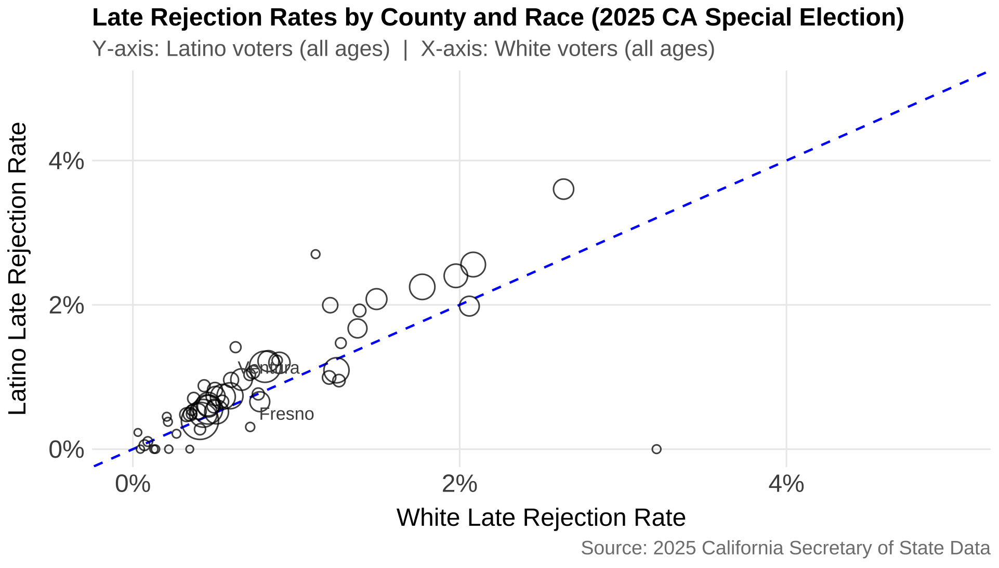 Late Rejection Rates by County and Race (2025 CA Special Election)
Y-axis: Latino voters (all ages) | X-axis: White voters (all ages)
Latino Late Rejection Rate
4%
2%
0%
Ventura
Fresno
0%
2%
4%
White Late Rejection Rate
Source: 2025 California Secretary of State Data